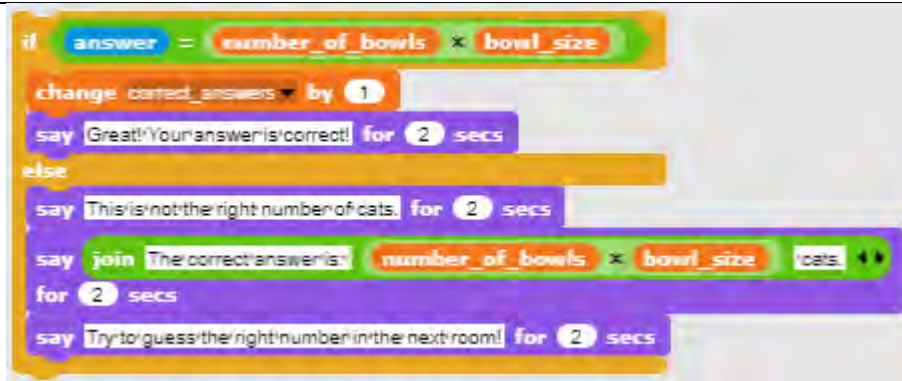 if answer = number_of_bowls × bowl_size
change correct_answers by 1
say Great! Your answer is correct! for 2 secs
else
say This is not the right number of cats. for 2 secs
say join The correct answer is: number_of_bowls × bowl_size cats.
for 2 secs
say Try to guess the right number in the next room! for 2 secs